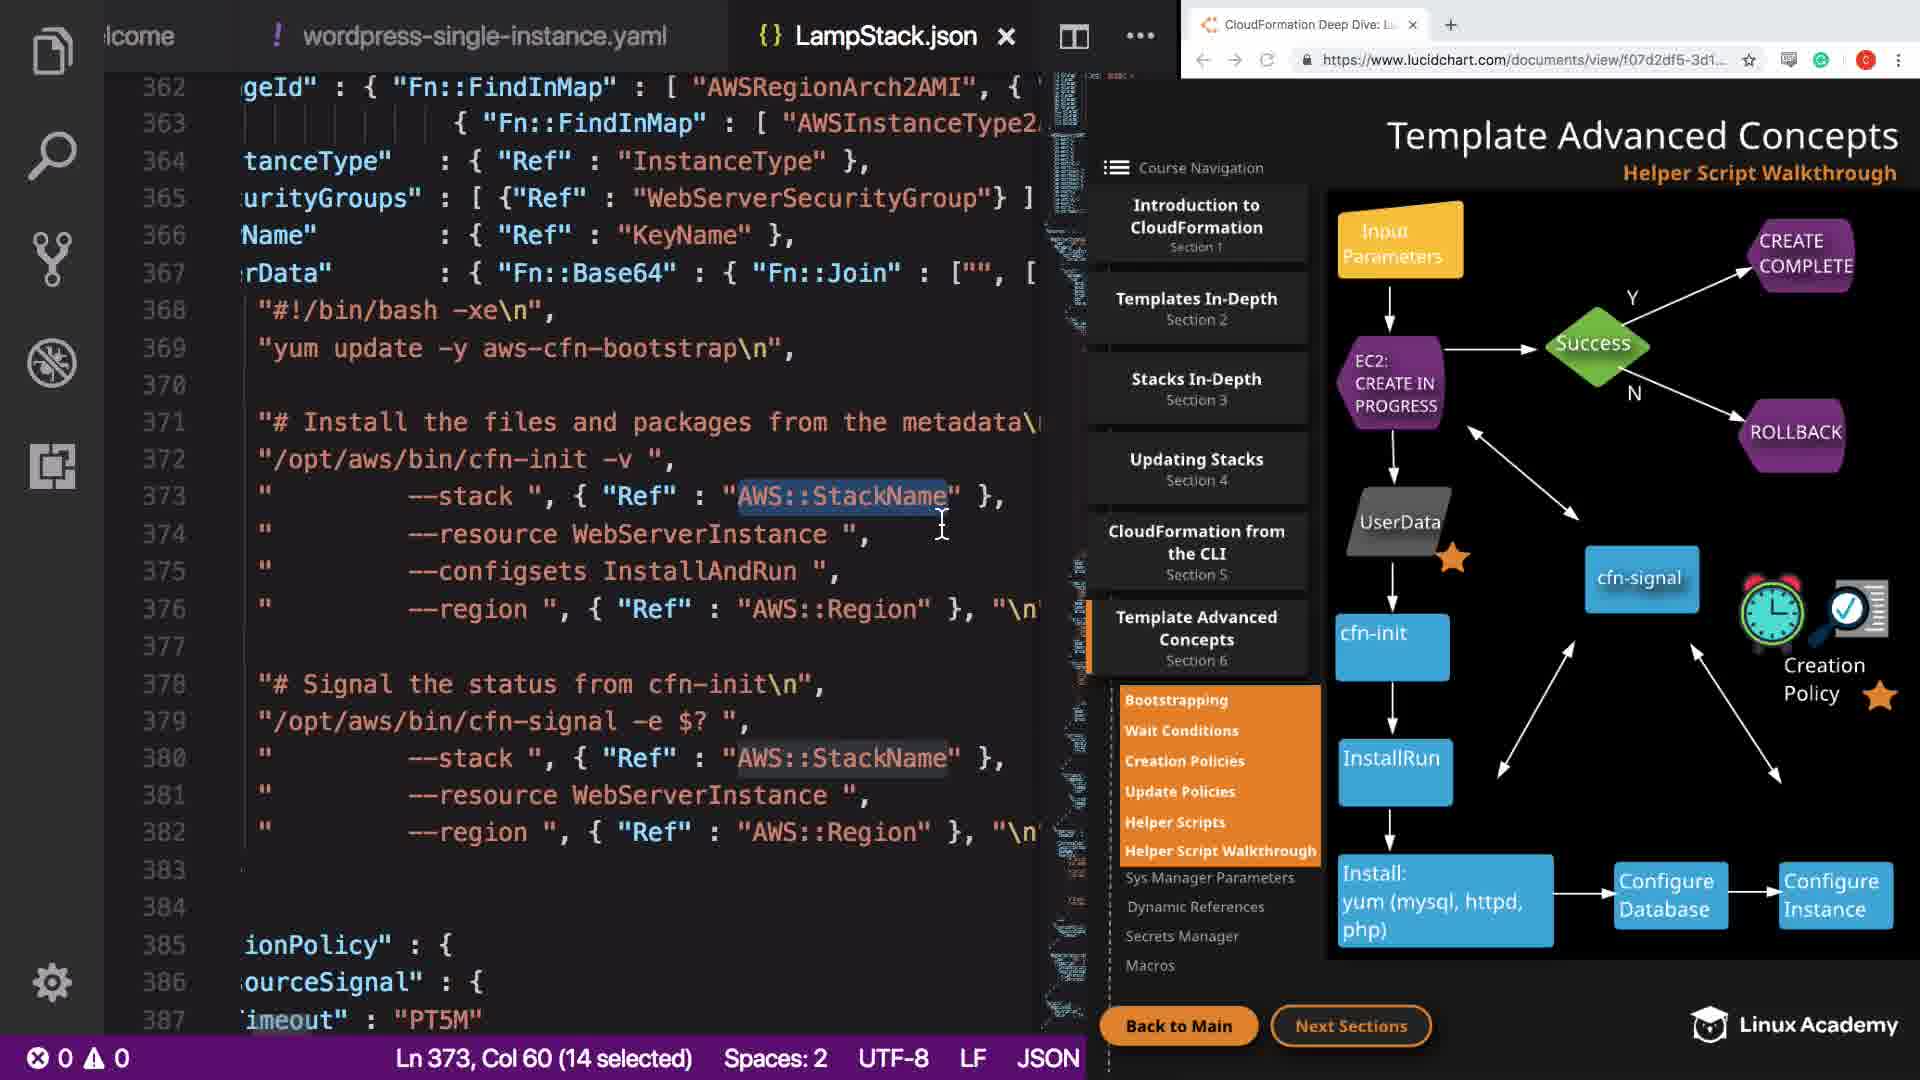 lcome
! wordpress-single-instance.yaml
{} LampStack.json
362 geId" : { "Fn::FindInMap" : [ "AWSRegionArch2AMI", { "
363 { "Fn::FindInMap" : [ "AWSInstanceType2
364 tanceType" : { "Ref" : "InstanceType" },
365 urityGroups" : [ {"Ref" : "WebServerSecurityGroup"} ]
366 Name" : { "Ref" : "KeyName" },
367 rData" : { "Fn::Base64" : { "Fn::Join" : ["", [
368 "#!/bin/bash -xe\n",
369 "yum update -y aws-cfn-bootstrap\n",
370
371 "# Install the files and packages from the metadata\
372 "/opt/aws/bin/cfn-init -v ",
373 " --stack ", { "Ref" : "AWS::StackName" },
374 " --resource WebServerInstance ",
375 " --configsets InstallAndRun ",
376 " --region ", { "Ref" : "AWS::Region" }, "\n
377
378 "# Signal the status from cfn-init\n",
379 "/opt/aws/bin/cfn-signal -e $? ",
380 " --stack ", { "Ref" : "AWS::StackName" },
381 " --resource WebServerInstance ",
382 " --region ", { "Ref" : "AWS::Region" }, "\n
383
384
385 ionPolicy" : {
386 ourceSignal" : {
387 imeout" : "PT5M"
0 0
Ln 373, Col 60 (14 selected) Spaces: 2 UTF-8 LF JSON
CloudFormation Deep Dive: L
https://www.lucidchart.com/documents/view/f07d2df5-3d1...
C
Template Advanced Concepts
Helper Script Walkthrough
Course Navigation
Introduction to
CloudFormation
Section 1
Templates In-Depth
Section 2
Stacks In-Depth
Section 3
Updating Stacks
Section 4
CloudFormation from
the CLI
Section 5
Template Advanced
Concepts
Section 6
Bootstrapping
Wait Conditions
Creation Policies
Update Policies
Helper Scripts
Helper Script Walkthrough
Sys Manager Parameters
Dynamic References
Secrets Manager
Macros
Back to Main
Next Sections
Input
Parameters
EC2:
CREATE IN
PROGRESS
Success
Y
N
CREATE
COMPLETE
ROLLBACK
UserData
cfn-signal
cfn-init
Creation
Policy
InstallRun
Install:
yum (mysql, httpd,
php)
Configure
Database
Configure
Instance
Linux Academy